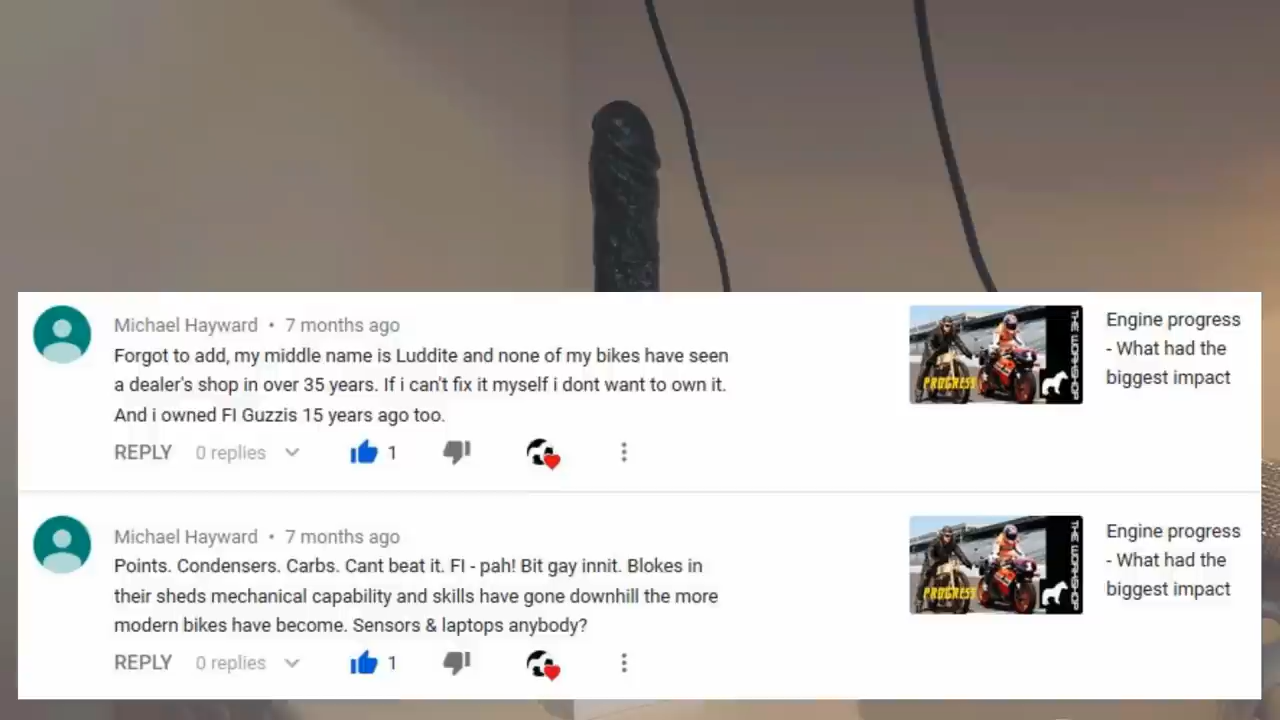 Michael Hayward • 7 months ago
Forgot to add, my middle name is Luddite and none of my bikes have seen
a dealer's shop in over 35 years. If i can't fix it myself i dont want to own it.
And i owned FI Guzzis 15 years ago too.
REPLY 0 replies 1
PROGRESS
THE WORKSHOP
Engine progress
- What had the
biggest impact
Michael Hayward • 7 months ago
Points. Condensers. Carbs. Cant beat it. FI - pah! Bit gay innit. Blokes in
their sheds mechanical capability and skills have gone downhill the more
modern bikes have become. Sensors & laptops anybody?
REPLY 0 replies 1
PROGRESS
THE WORKSHOP
Engine progress
- What had the
biggest impact